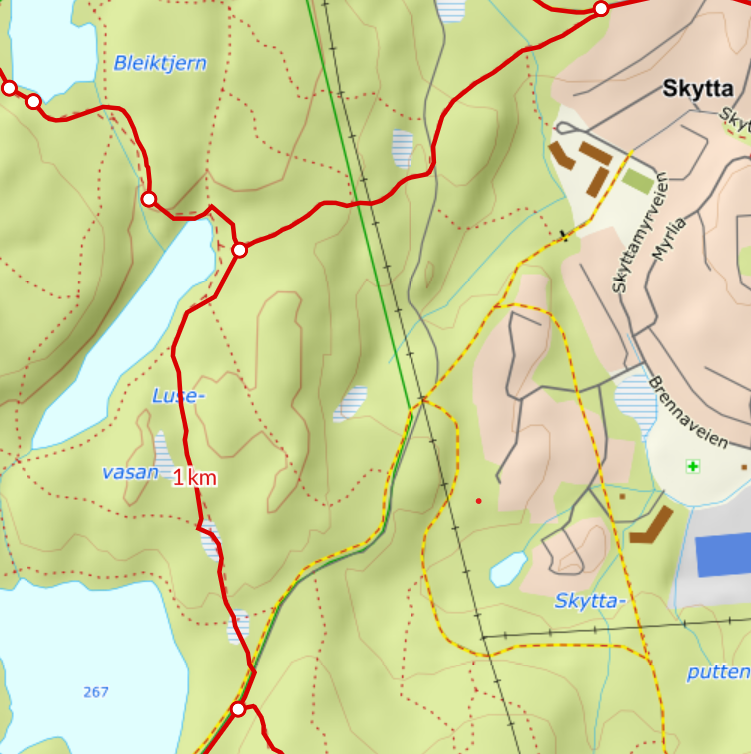 Bleiktjern
Skytta
Skyt
Skyttamyrveien
Myrlia
Luse-
Brennaveien
vasan
1 km
Skytta-
putten
267